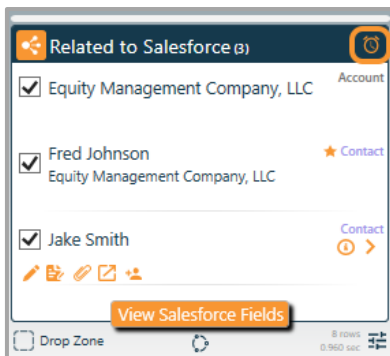 Related to Salesforce (3)
Equity Management Company, LLC Account
Fred Johnson Contact
Equity Management Company, LLC
Jake Smith Contact
View Salesforce Fields
Drop Zone 8 rows
0.960 sec